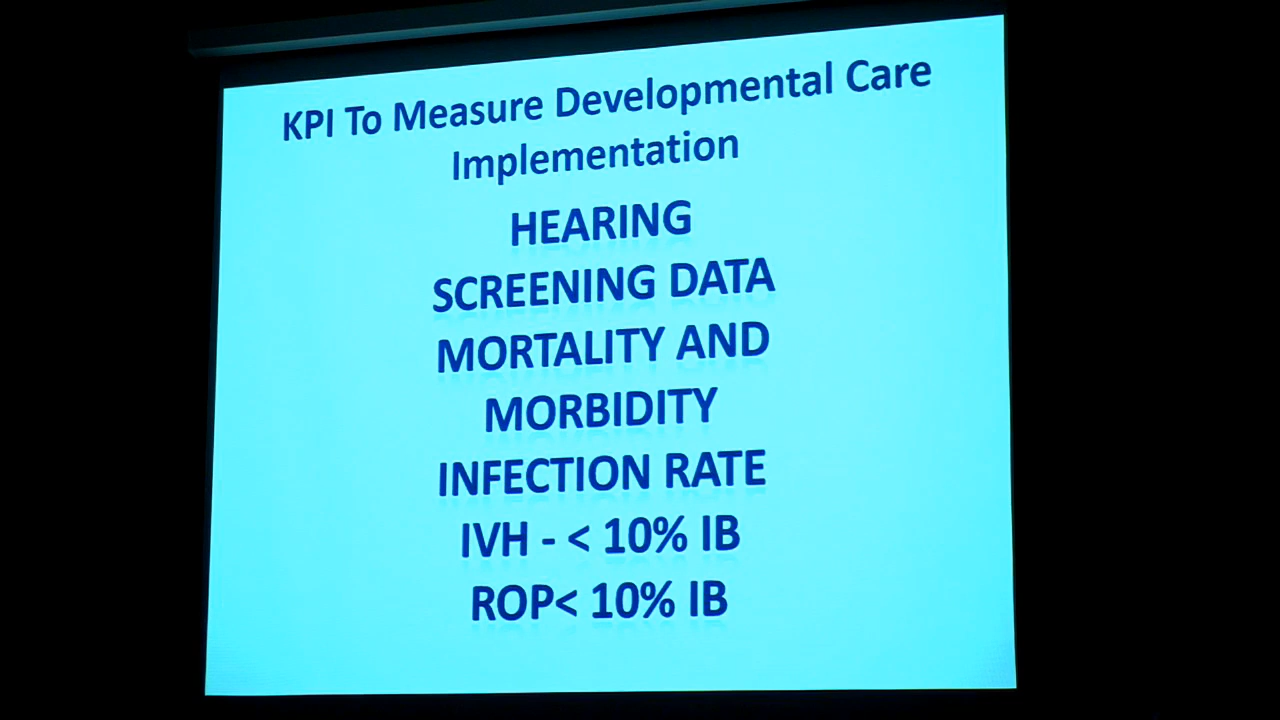 KPI To Measure Developmental Care
Implementation
HEARING
SCREENING DATA
MORTALITY AND
MORBIDITY
INFECTION RATE
IVH - < 10% IB
ROP< 10% IB